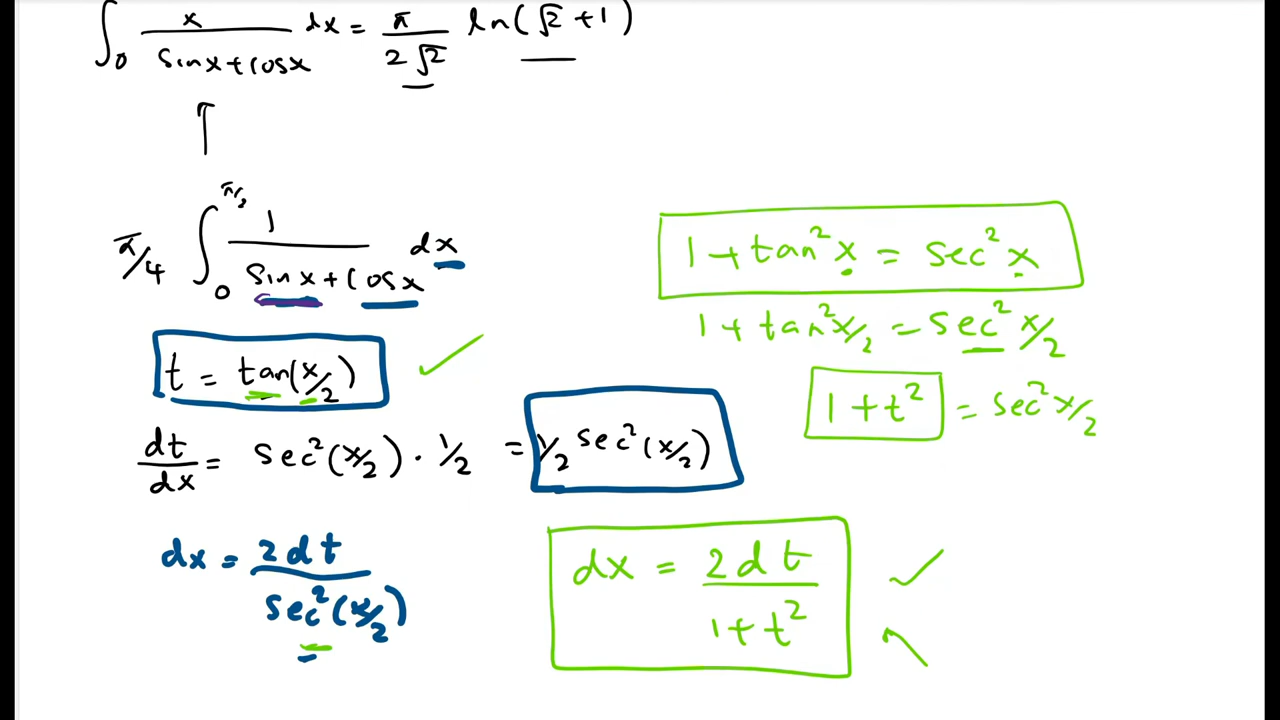 ∫₀ x/(sinx+cosx) dx = π/(2√2) ln(√2+1)
π/4 ∫₀^(π/2) 1/(sinx+cosx) dx
1+tan²x = sec²x
1+tan²x/2 = sec²x/2
t = tan(x/2)
1+t² = sec²x/2
dt/dx = sec²(x/2)·1/2 = 1/2 sec²(x/2)
dx = 2dt/sec²(x/2)
dx = 2dt/(1+t²)